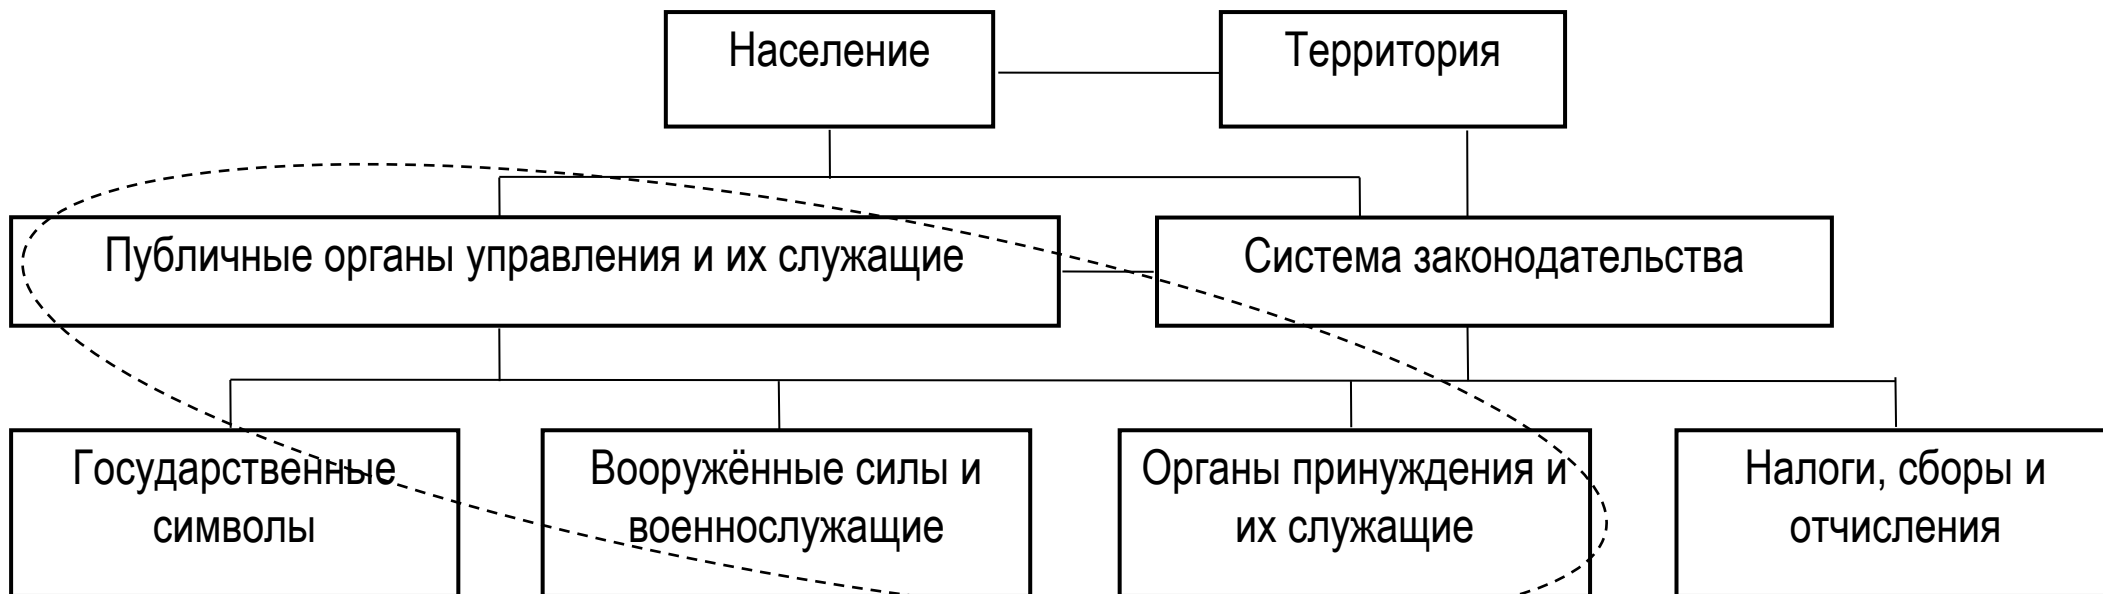 Население
Территория
Публичные органы управления и их служащие
Система законодательства
Государственные
символы
Вооружённые силы и
военнослужащие
Органы принуждения и
их служащие
Налоги, сборы и
отчисления